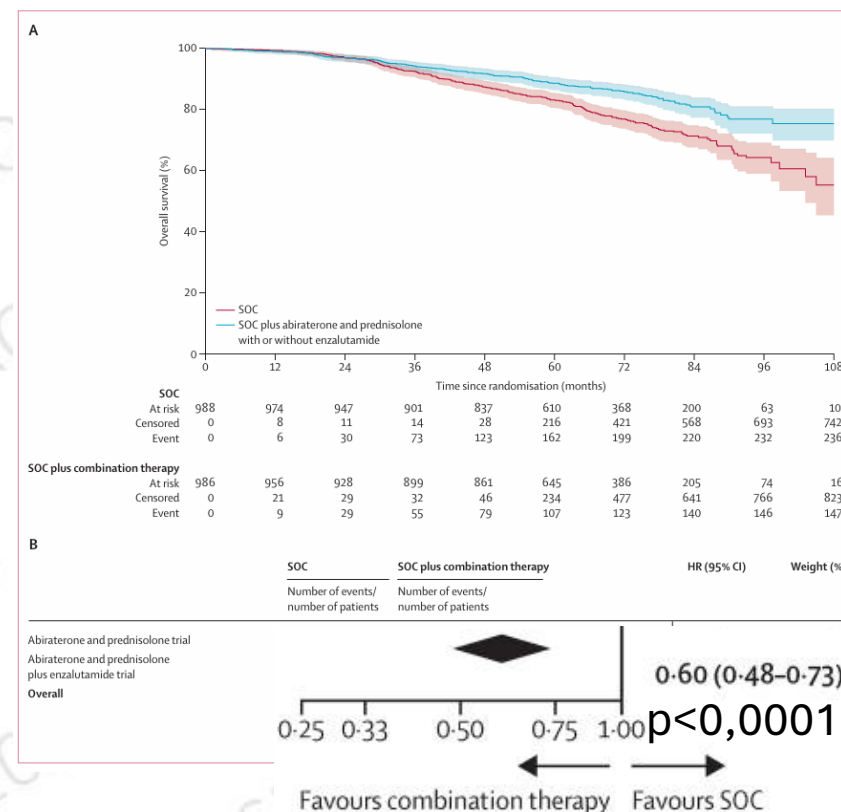 A
100
80
60
40
20
0
Overall survival (%)
SOC
SOC plus abiraterone and prednisolone
with or without enzalutamide
0 12 24 36 48 60 72 84 96 108
Time since randomisation (months)
SOC
At risk 988 974 947 901 837 610 368 200 63 10
Censored 0 8 11 14 28 216 421 568 693 742
Event 0 6 30 73 123 162 199 220 232 236
SOC plus combination therapy
At risk 986 956 928 899 861 645 386 205 74 16
Censored 0 21 29 32 46 234 477 641 766 823
Event 0 9 29 55 79 107 123 140 146 147
B
SOC SOC plus combination therapy HR (95% CI) Weight (%
Number of events/ Number of events/
number of patients number of patients
Abiraterone and prednisolone trial
Abiraterone and prednisolone
plus enzalutamide trial
Overall
0·60 (0·48–0·73)
0·25 0·33 0·50 0·75 1·00
p<0,0001
Favours combination therapy Favours SOC